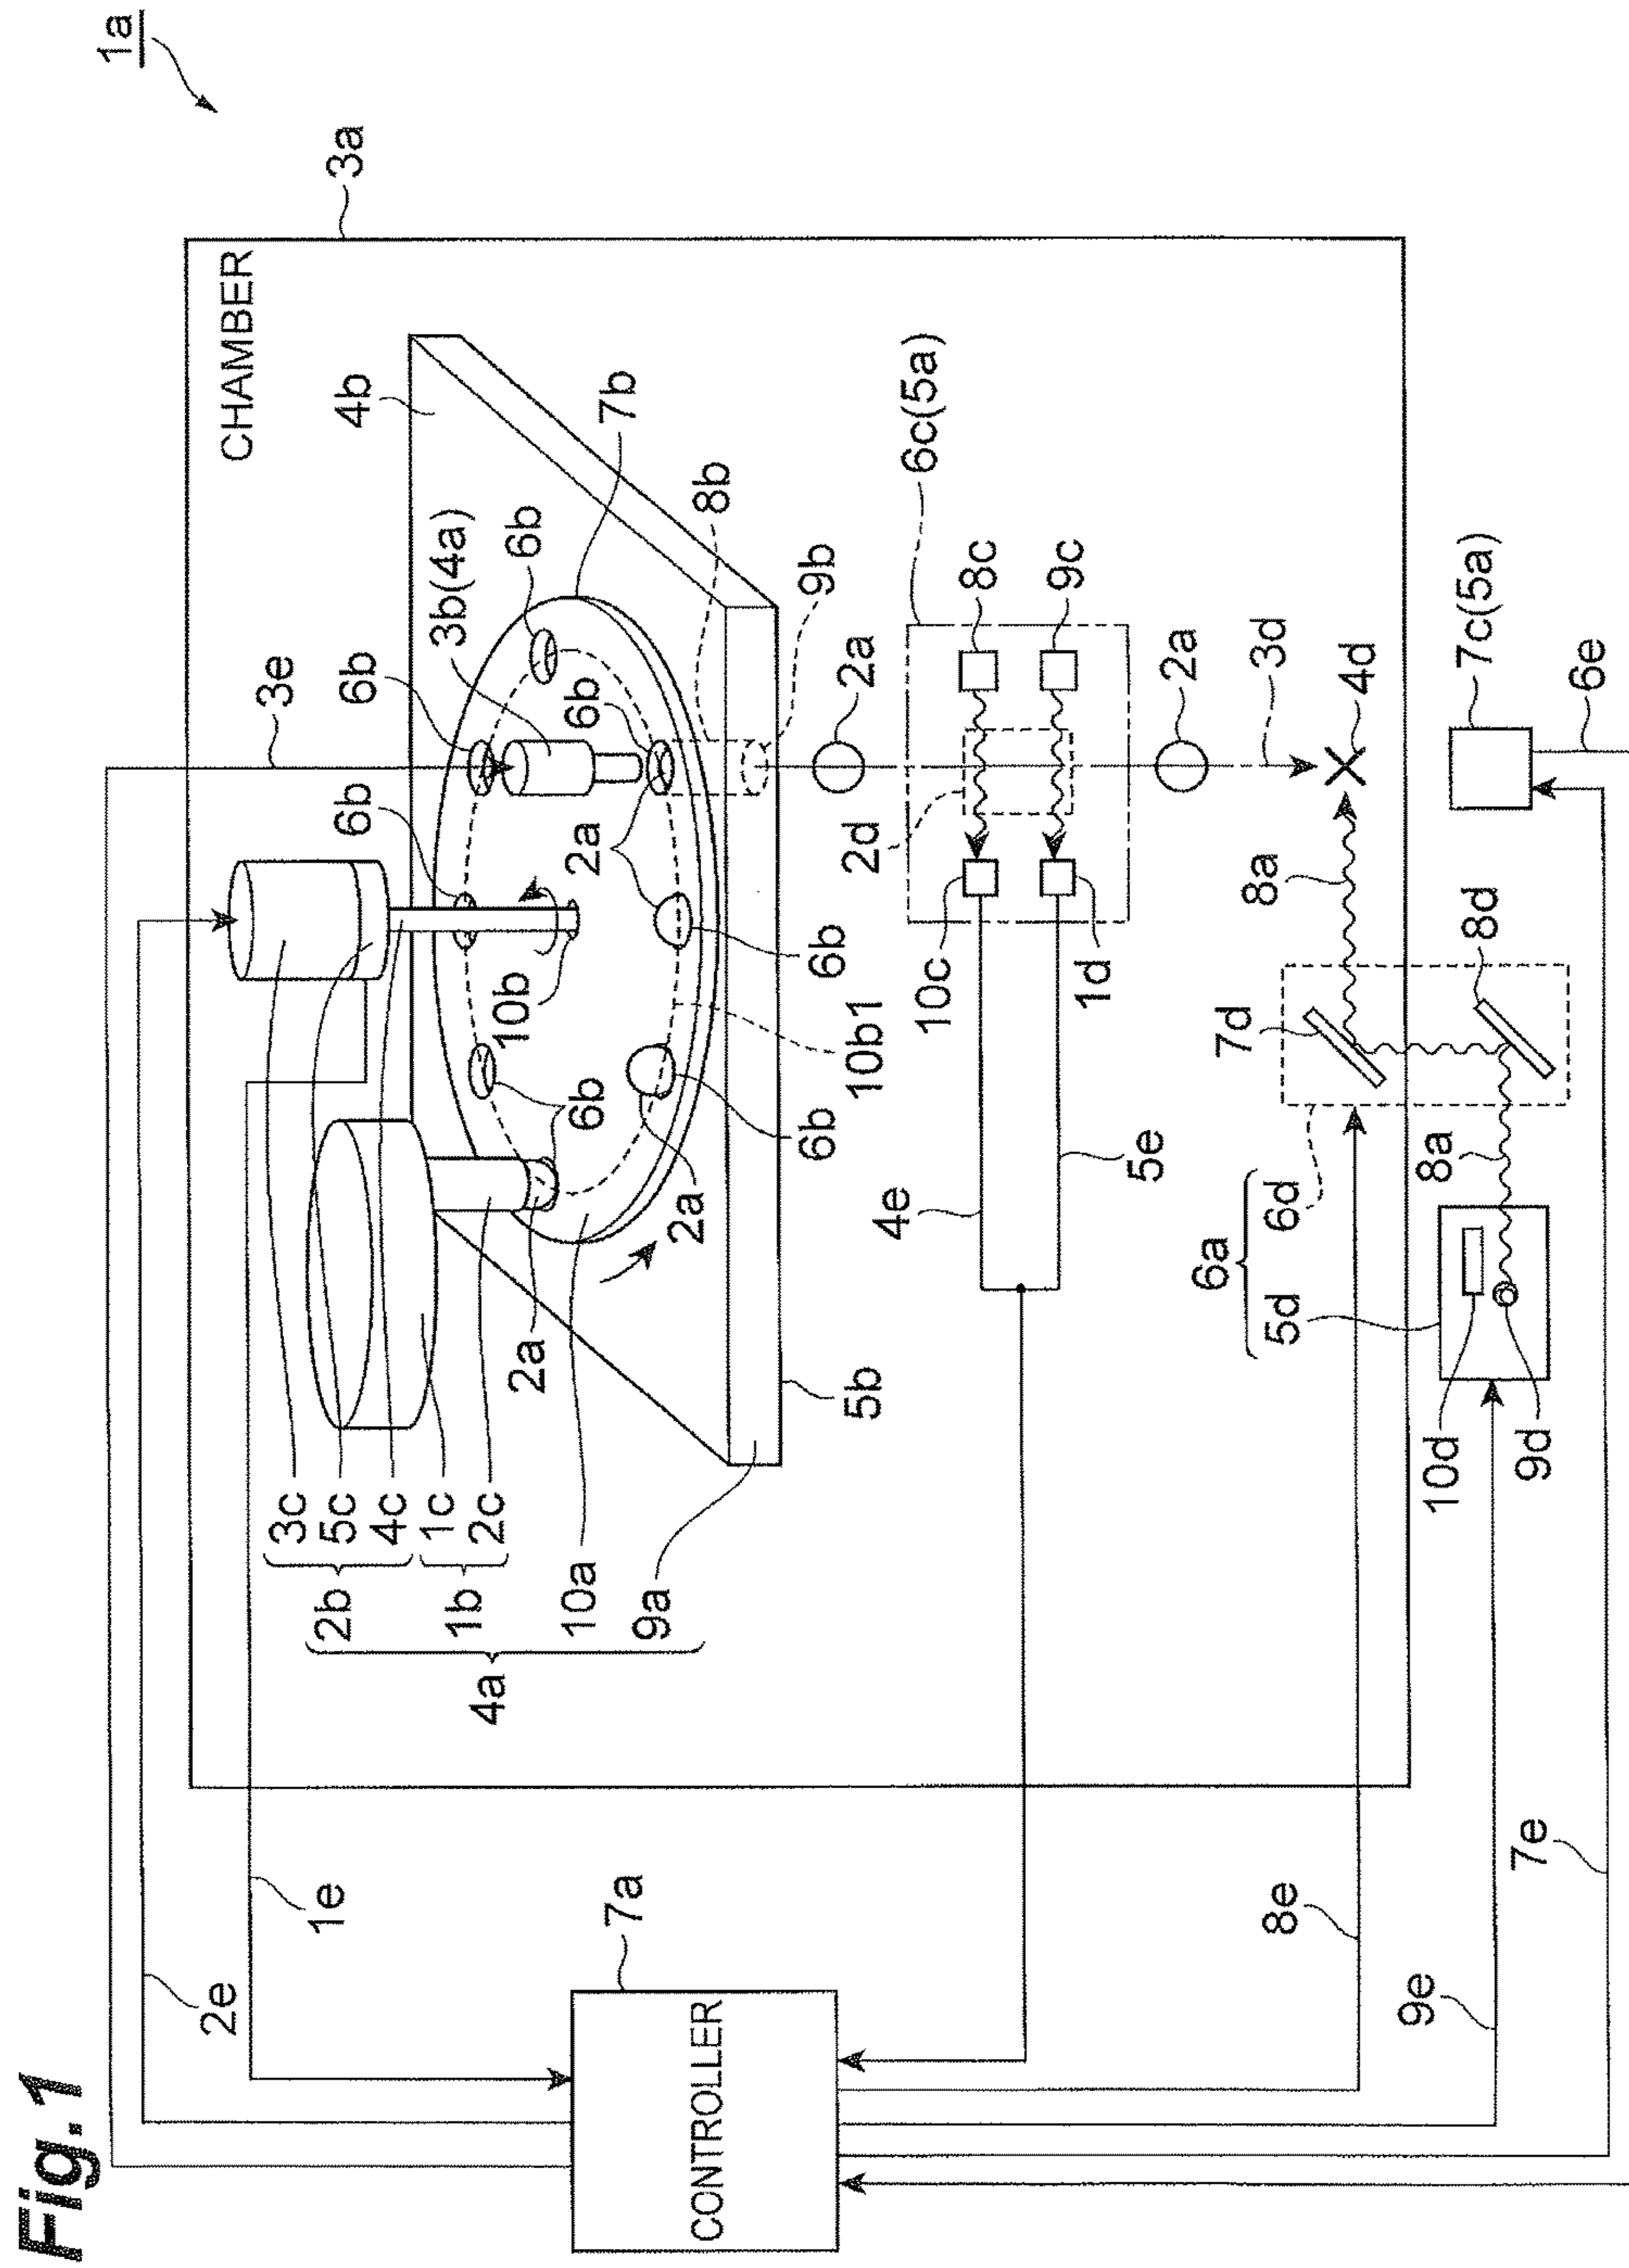 Fig.1
1a
3a
CHAMBER
3e
2e
1e
3c
5c
4c
2b
1c
2c
1b
10a
9a
4a
4b
7b
3b(4a)
6b
6b
6b
6b
6b
6b
6b
10b
10b1
2a
2a
2a
2a
5b
8b
9b
2a
6c(5a)
8c
9c
2d
10c
1d
2a
3d
4d
4e
5e
8a
7d
8d
8a
6a
6d
5d
10d
9d
7c(5a)
6e
7e
8e
9e
7a
CONTROLLER